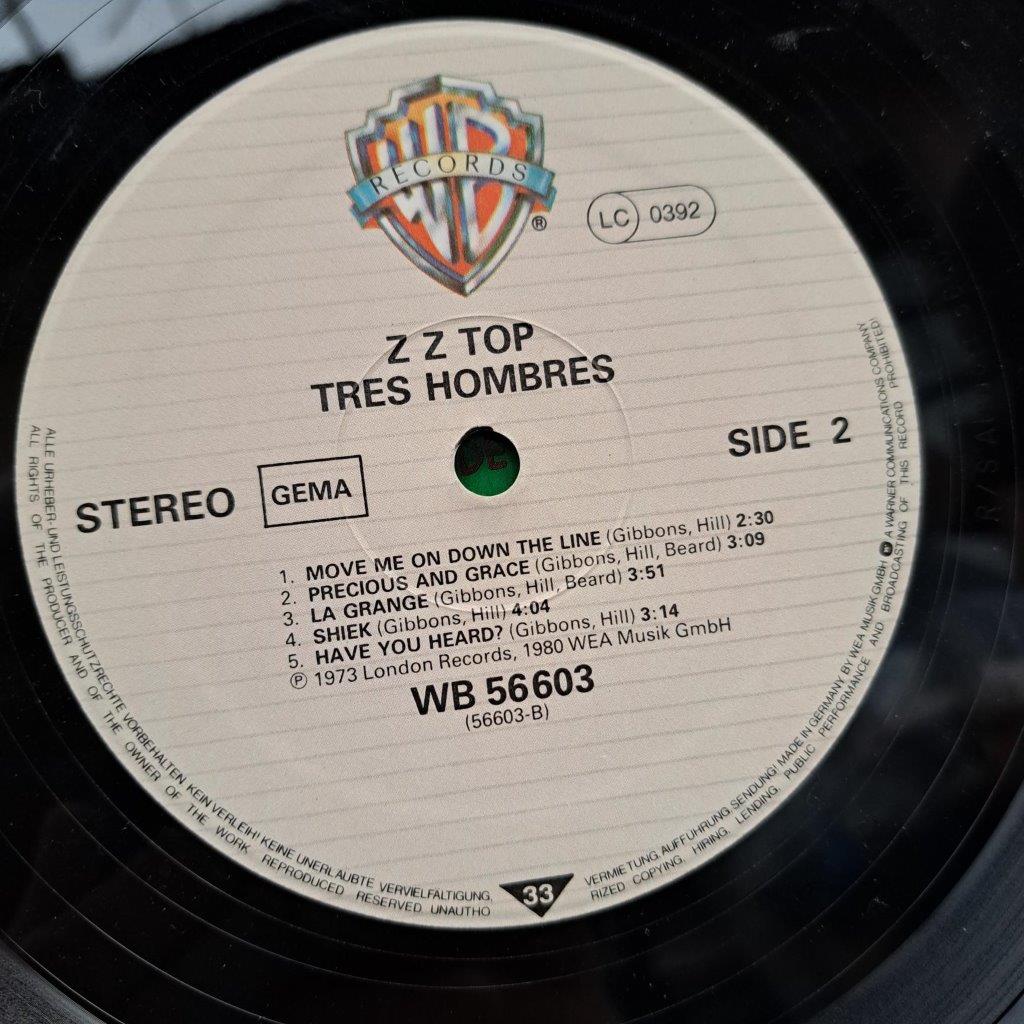 WB
RECORDS
®
LC 0392
Z Z TOP
TRES HOMBRES
SIDE 2
STEREO
GEMA
1. MOVE ME ON DOWN THE LINE (Gibbons, Hill) 2:30
2. PRECIOUS AND GRACE (Gibbons, Hill, Beard) 3:09
3. LA GRANGE (Gibbons, Hill, Beard) 3:51
4. SHIEK (Gibbons, Hill) 4:04
5. HAVE YOU HEARD? (Gibbons, Hill) 3:14
℗ 1973 London Records, 1980 WEA Musik GmbH
WB 56603
(56603-B)
33
ALLE URHEBER- UND LEISTUNGSSCHUTZRECHTE VORBEHALTEN. KEIN VERLEIH! KEINE UNERLAUBTE VERVIELFÄLTIGUNG, VERMIETUNG, AUFFÜHRUNG, SENDUNG! MADE IN GERMANY BY WEA MUSIK GMBH A WARNER COMMUNICATIONS COMPANY
ALL RIGHTS OF THE PRODUCER AND OF THE OWNER OF THE WORK REPRODUCED RESERVED. UNAUTHORIZED COPYING, HIRING, LENDING, PUBLIC PERFORMANCE AND BROADCASTING OF THIS RECORD PROHIBITED!